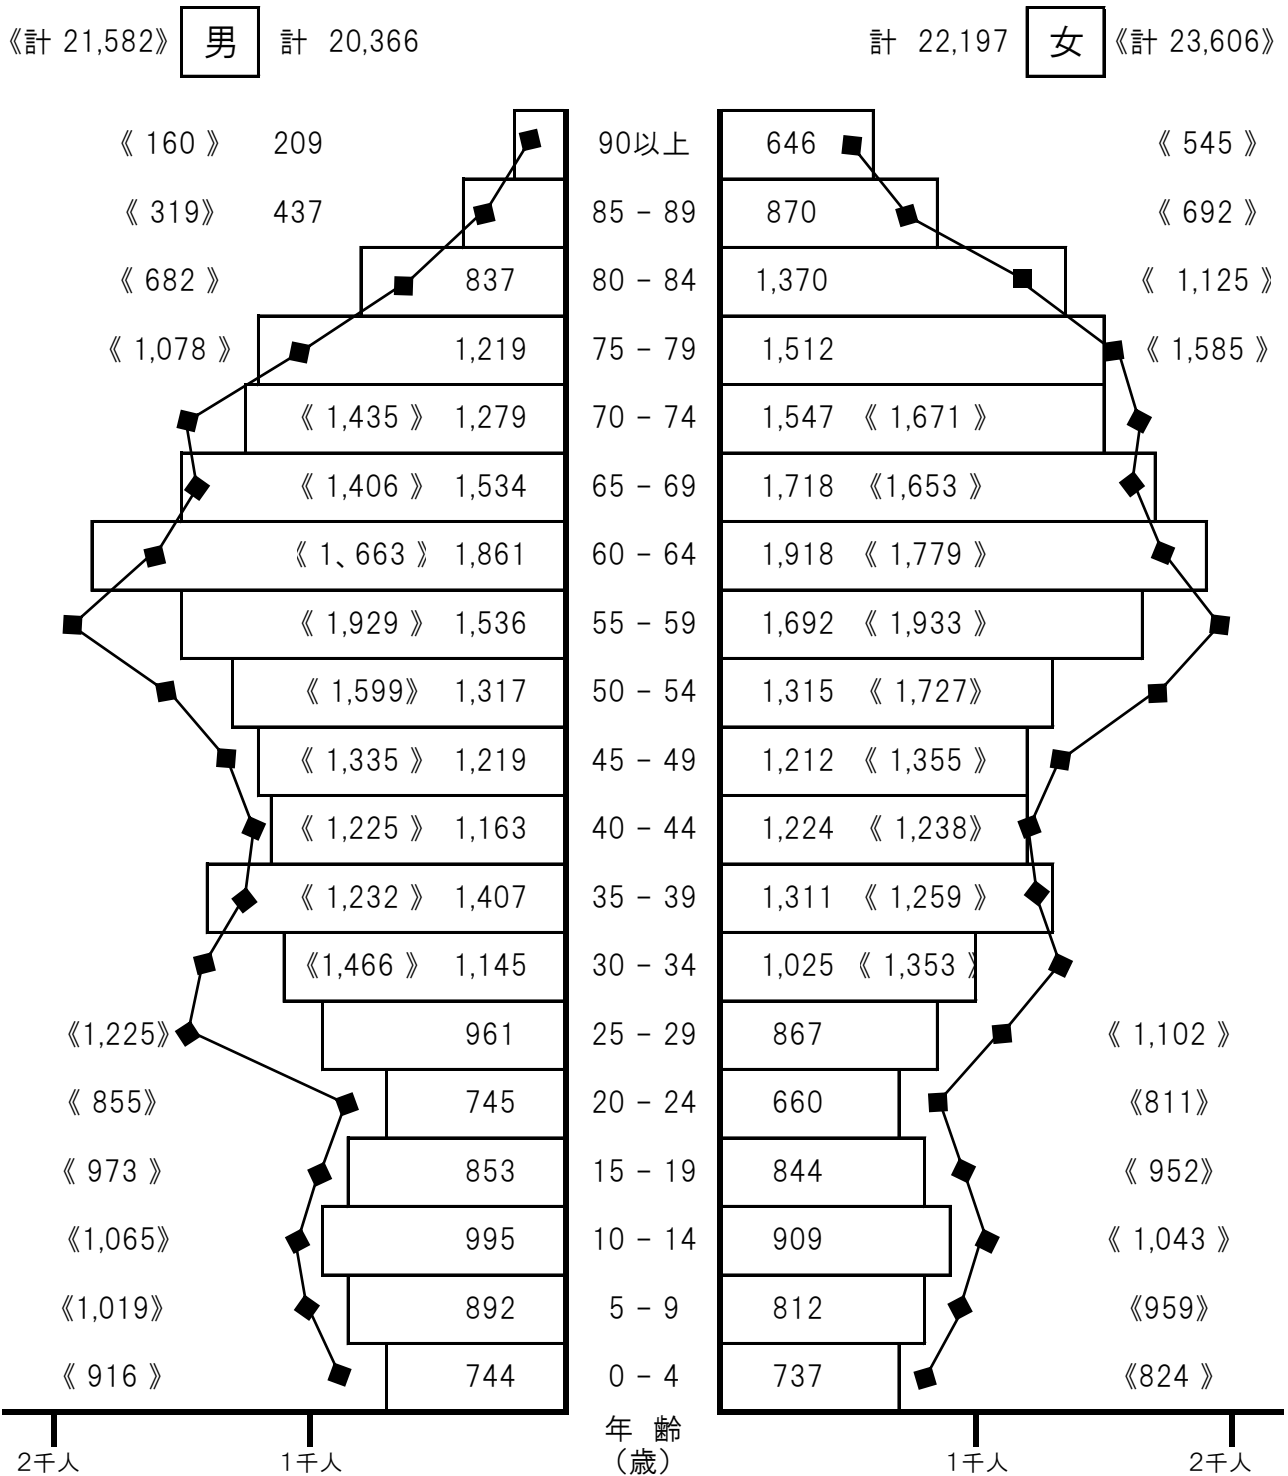 《計 21,582》 男 計 20,366 計 22,197 女 《計 23,606》
《 160 》 209 90以上 646 《 545 》
《 319》 437 85 － 89 870 《 692 》
《 682 》 837 80 － 84 1,370 《 1,125 》
《 1,078 》 1,219 75 － 79 1,512 《 1,585 》
《 1,435 》 1,279 70 － 74 1,547 《 1,671 》
《 1,406 》 1,534 65 － 69 1,718 《1,653 》
《 1、663 》 1,861 60 － 64 1,918 《 1,779 》
《 1,929 》 1,536 55 － 59 1,692 《 1,933 》
《 1,599》 1,317 50 － 54 1,315 《 1,727》
《 1,335 》 1,219 45 － 49 1,212 《 1,355 》
《 1,225 》 1,163 40 － 44 1,224 《 1,238》
《 1,232 》 1,407 35 － 39 1,311 《 1,259 》
《1,466 》 1,145 30 － 34 1,025 《 1,353 》
《1,225》 961 25 － 29 867 《 1,102 》
《 855》 745 20 － 24 660 《811》
《 973 》 853 15 － 19 844 《 952》
《1,065》 995 10 － 14 909 《 1,043 》
《1,019》 892 5 － 9 812 《959》
《 916 》 744 0 － 4 737 《824 》
年 齢
2千人 1千人 （歳） 1千人 2千人